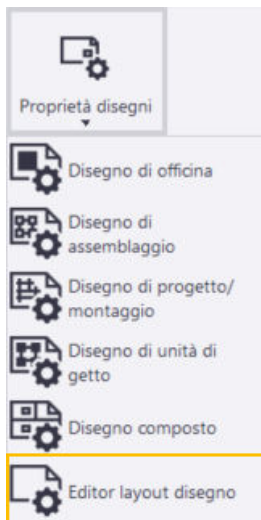 Proprietà disegni
Disegno di officina
Disegno di
assemblaggio
Disegno di progetto/
montaggio
Disegno di unità di
getto
Disegno composto
Editor layout disegno